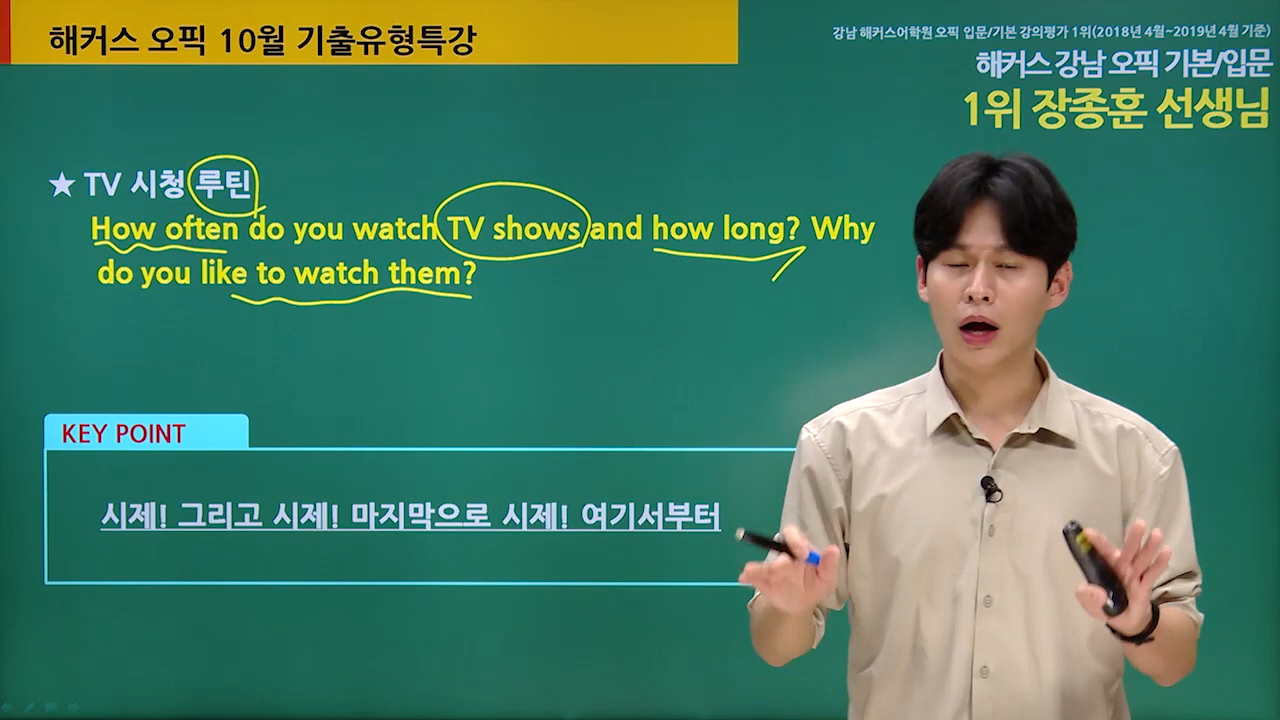 해커스 오픽 10월 기출유형특강
강남 해커스어학원 오픽 입문/기본 강의평가 1위(2018년 4월~2019년 4월 기준)
해커스 강남 오픽 기본/입문
1위 장종훈 선생님
★ TV 시청 루틴
How often do you watch TV shows and how long? Why
do you like to watch them?
KEY POINT
시제! 그리고 시제! 마지막으로 시제! 여기서부터